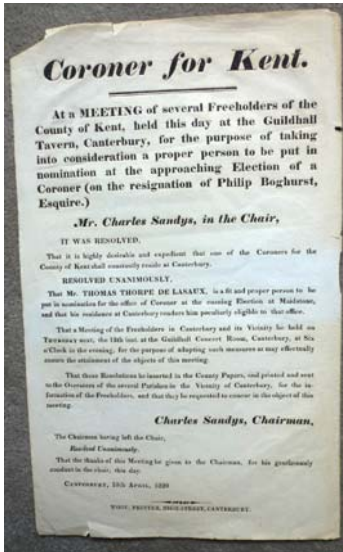 Coroner for Kent.
At a MEETING of several Freeholders of the
County of Kent, held this day at the Guildhall
Tavern, Canterbury, for the purpose of taking
into consideration a proper person to be put in
nomination at the approaching Election of a
Coroner (on the resignation of Philip Boghurst,
Esquire.)
Mr. Charles Sandys, in the Chair,
IT WAS RESOLVED,
That it is highly desirable and expedient that one of the Coroners for the
County of Kent shall constantly reside at Canterbury.
RESOLVED UNANIMOUSLY,
That Mr. THOMAS THORPE DE LASAUX, is a fit and proper person to be
put in nomination for the office of Coroner at the ensuing Election at Maidstone,
and that his residence at Canterbury renders him peculiarly eligible to that office.
That a Meeting of the Freeholders in Canterbury and its Vicinity be held on
THURSDAY next, the 13th inst. at the Guildhall Concert Room, Canterbury, at Six
o'Clock in the evening, for the purpose of adopting such measures as may effectually
ensure the attainment of the objects of this meeting.
That these Resolutions be inserted in the County Papers, and printed and sent
to the Overseers of the several Parishes in the Vicinity of Canterbury, for the in-
formation of the Freeholders, and that they be requested to concur in the object of this
meeting.
Charles Sandys, Chairman,
The Chairman having left the Chair,
Resolved Unanimously.
That the thanks of this Meeting be given to the Chairman, for his gentlemanly
conduct in the chair, this day.
CANTERBURY, April,
PRINTER, HIGH-STREET, CANTERBURY.